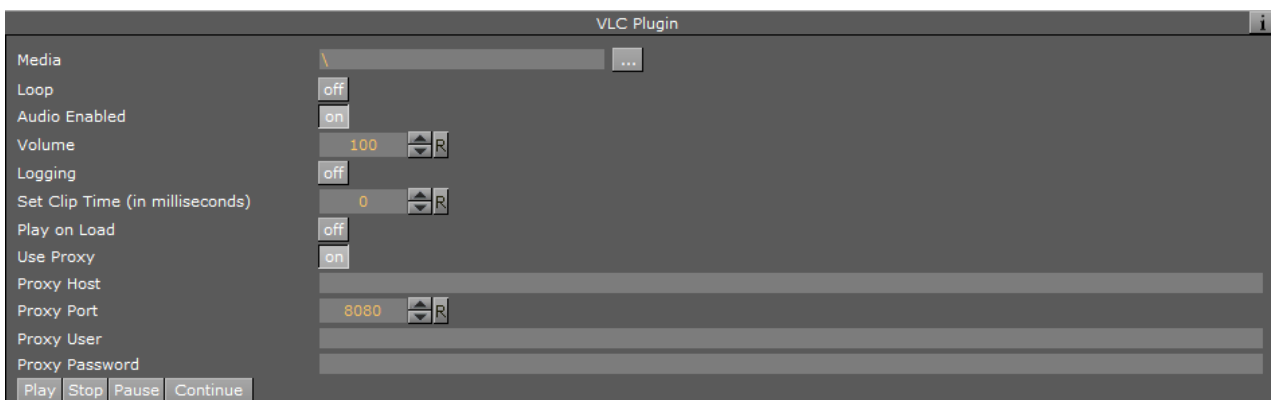 VLC Plugin i
Media \ ...
Loop off
Audio Enabled on
Volume 100 R
Logging off
Set Clip Time (in milliseconds) 0 R
Play on Load off
Use Proxy on
Proxy Host
Proxy Port 8080 R
Proxy User
Proxy Password
Play Stop Pause Continue